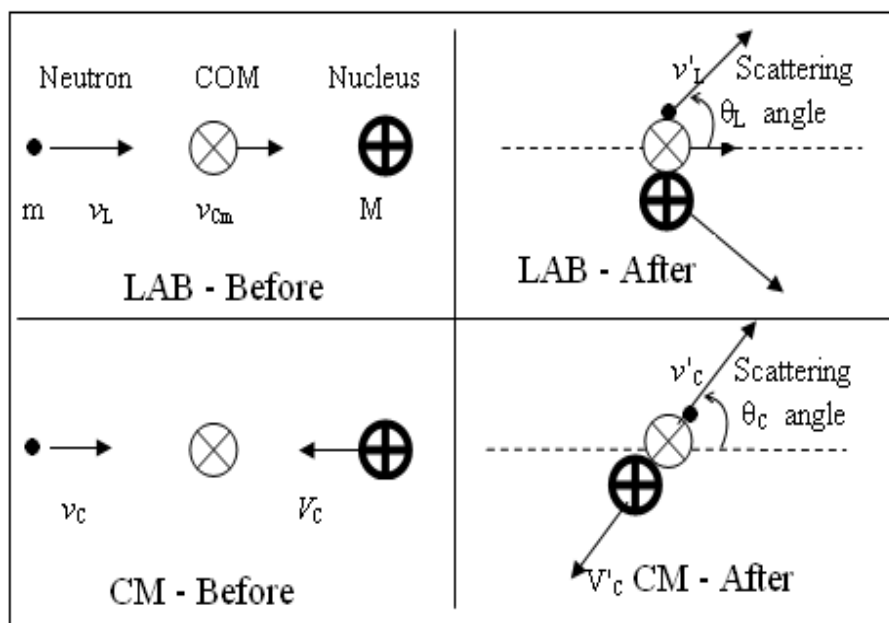 Neutron COM Nucleus
m v_L v_Cm M
LAB - Before
v'_L Scattering
θ_L angle
LAB - After
v_C V_C
CM - Before
v'_C Scattering
θ_C angle
V'_C CM - After